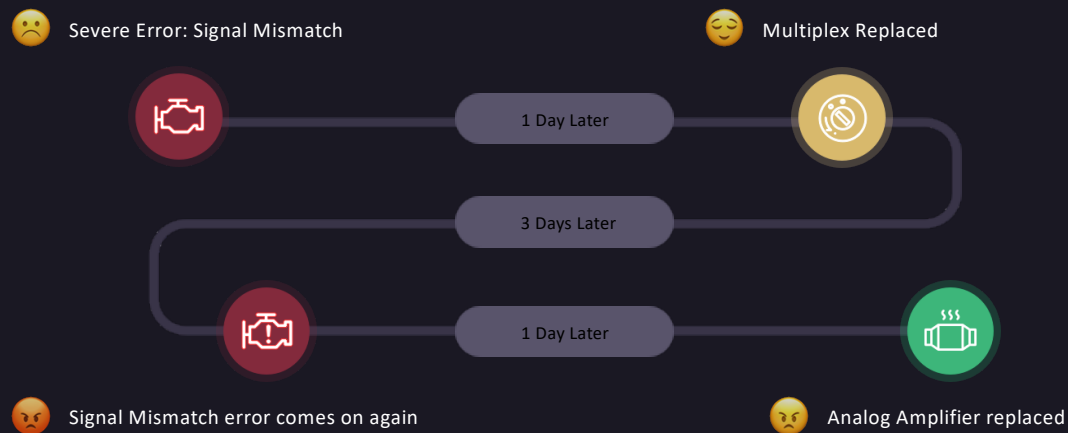 Severe Error: Signal Mismatch
Multiplex Replaced
1 Day Later
3 Days Later
1 Day Later
Signal Mismatch error comes on again
Analog Amplifier replaced